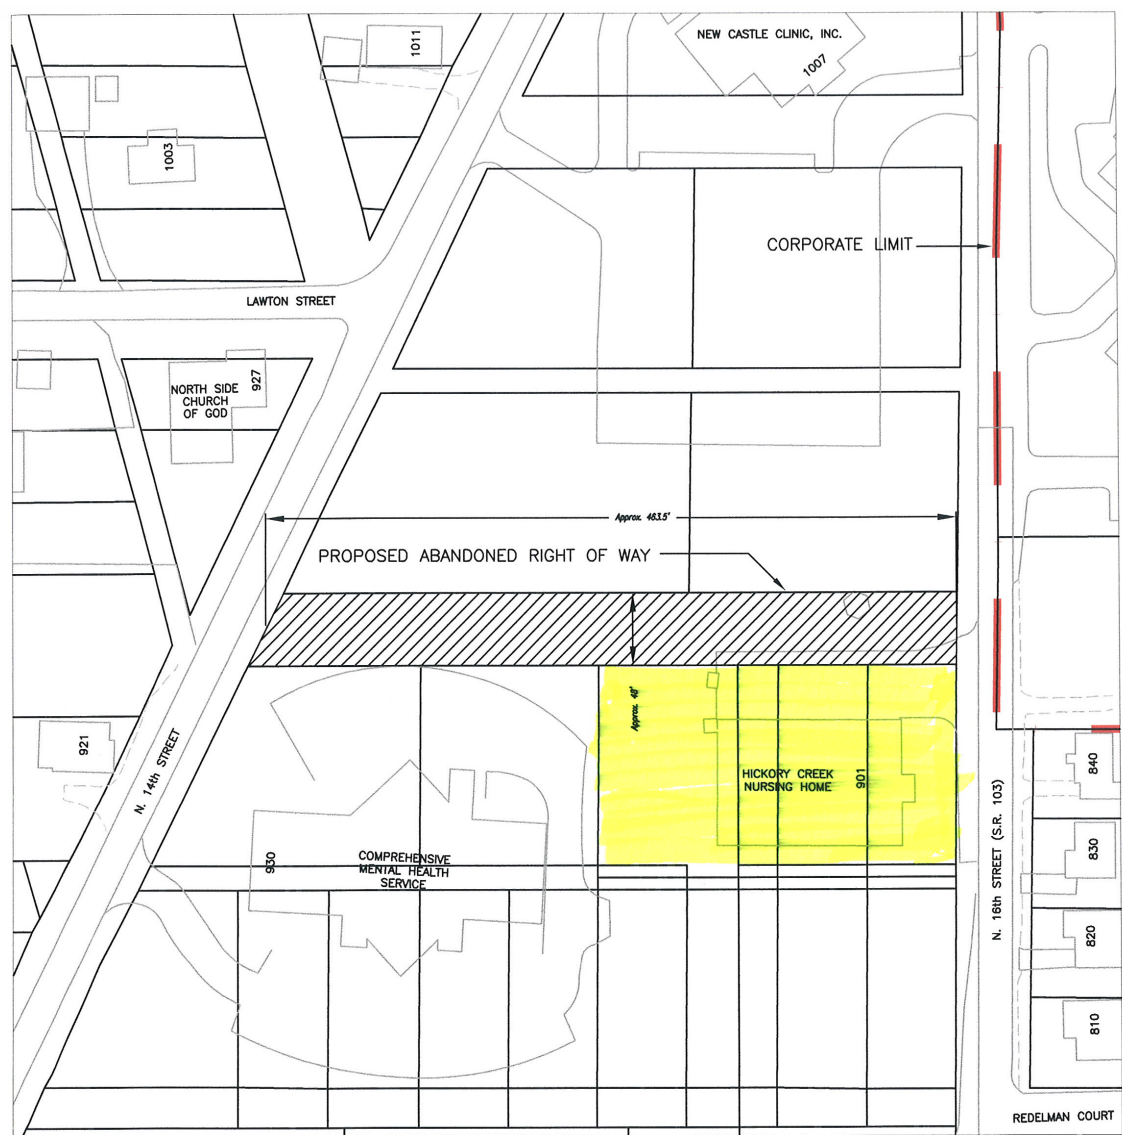 1011
NEW CASTLE CLINIC, INC.
1007
1003
CORPORATE LIMIT
LAWTON STREET
NORTH SIDE
CHURCH
OF GOD
927
Approx. 463.5'
PROPOSED ABANDONED RIGHT OF WAY
Approx. 48'
921
N. 14th STREET
HICKORY CREEK
NURSING HOME
901
840
N. 16th STREET (S.R. 103)
930
COMPREHENSIVE
MENTAL HEALTH
SERVICE
830
820
810
REDELMAN COURT